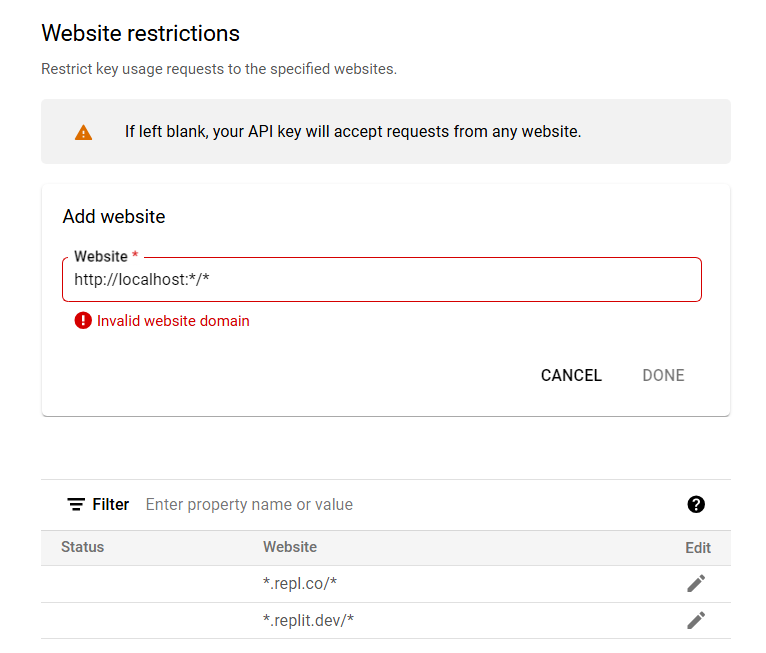 Website restrictions
Restrict key usage requests to the specified websites.
If left blank, your API key will accept requests from any website.
Add website
Website *
http://localhost:*/*
Invalid website domain
CANCEL DONE
Filter Enter property name or value
Status Website Edit
*.repl.co/*
*.replit.dev/*